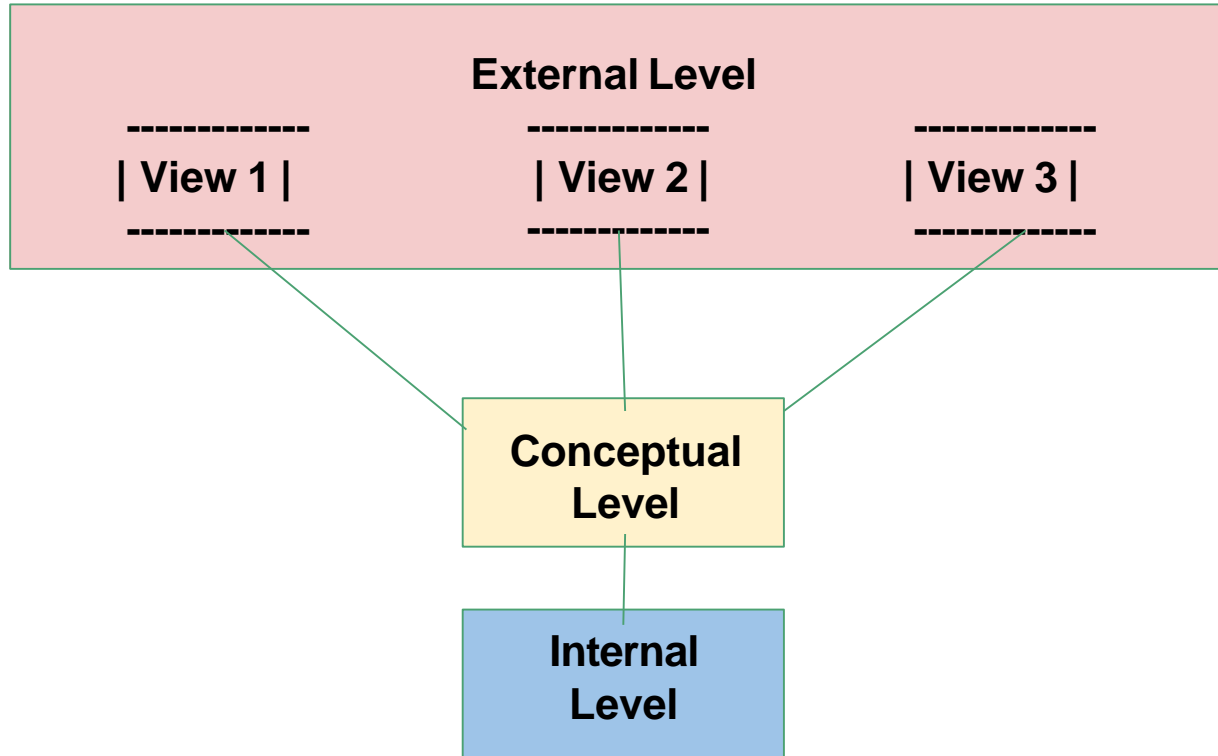 External Level
------------- ------------- -------------
| View 1 | | View 2 | | View 3 |
------------- ------------- -------------
Conceptual
Level
Internal
Level